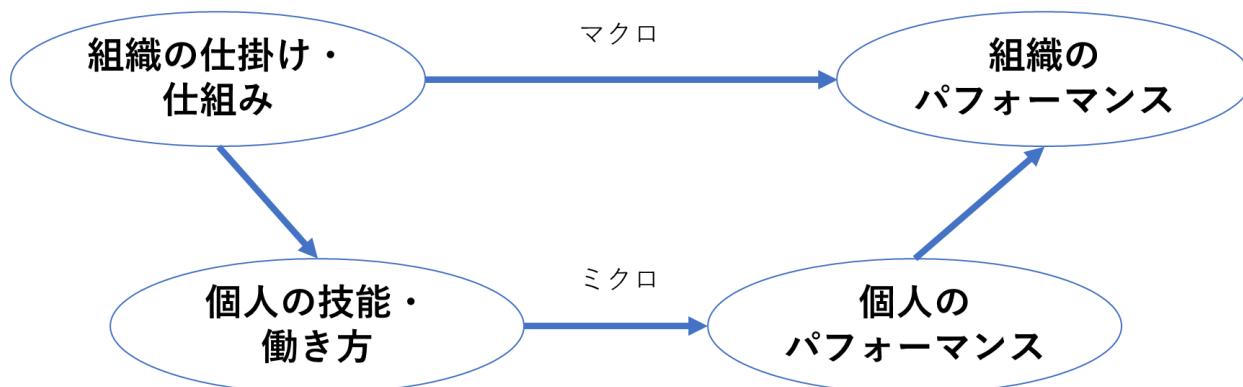 マクロ
組織の仕掛け・
仕組み
組織の
パフォーマンス
ミクロ
個人の技能・
働き方
個人の
パフォーマンス